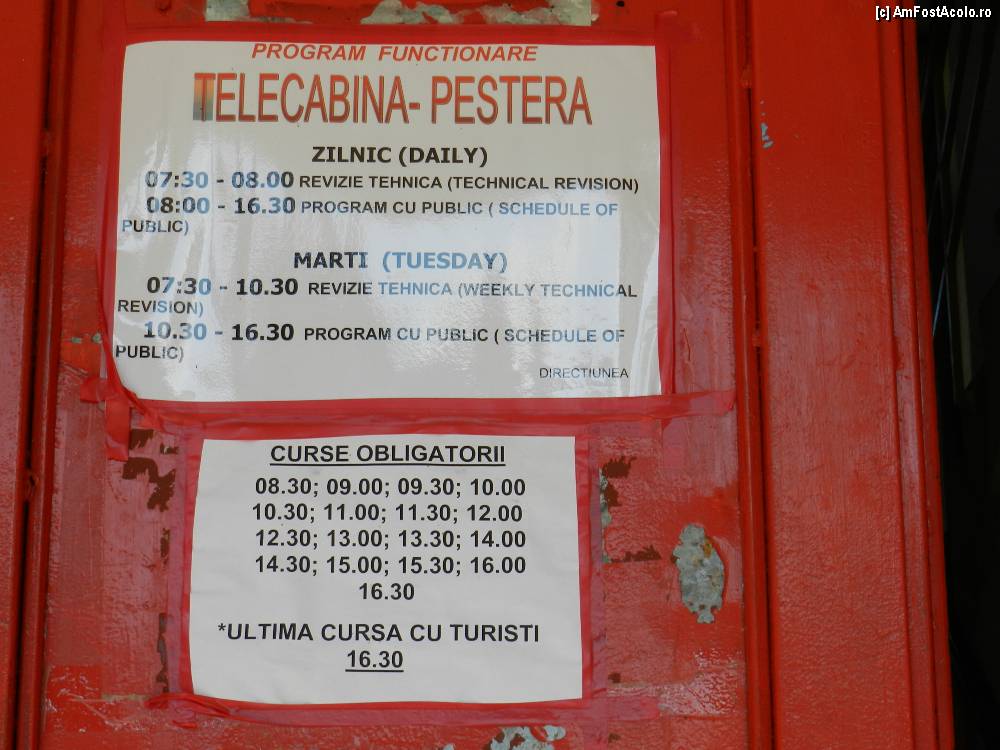 [c] AmFostAcolo.ro
PROGRAM FUNCTIONARE
TELECABINA- PESTERA
ZILNIC (DAILY)
07:30 - 08.00 REVIZIE TEHNICA (TECHNICAL REVISION)
08:00 - 16.30 PROGRAM CU PUBLIC ( SCHEDULE OF
PUBLIC)
MARTI (TUESDAY)
07:30 - 10.30 REVIZIE TEHNICA (WEEKLY TECHNICAL
REVISION)
10.30 - 16.30 PROGRAM CU PUBLIC ( SCHEDULE OF
PUBLIC)
DIRECTIUNEA
CURSE OBLIGATORII
08.30; 09.00; 09.30; 10.00
10.30; 11.00; 11.30; 12.00
12.30; 13.00; 13.30; 14.00
14.30; 15.00; 15.30; 16.00
16.30
*ULTIMA CURSA CU TURISTI
16.30